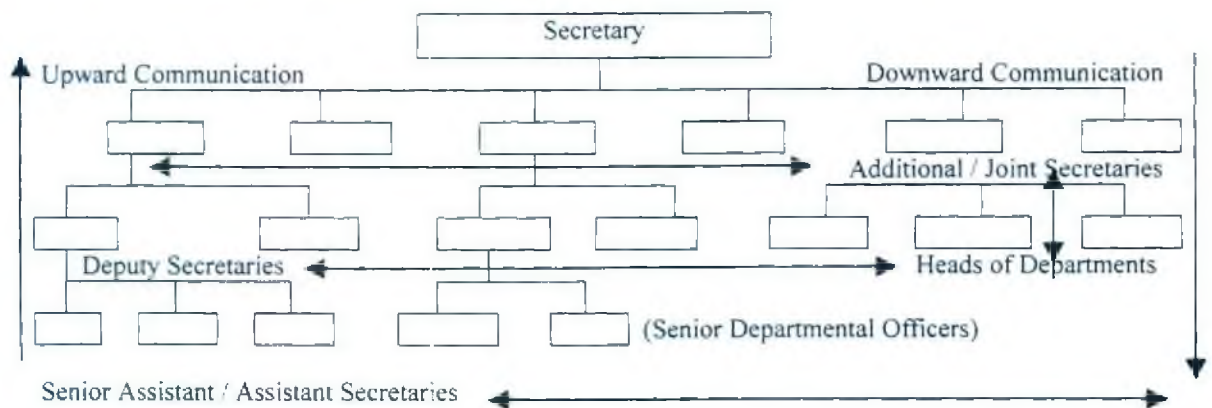 Secretary
Upward Communication
Downward Communication
Additional / Joint Secretaries
Deputy Secretaries
Heads of Departments
(Senior Departmental Officers)
Senior Assistant / Assistant Secretaries